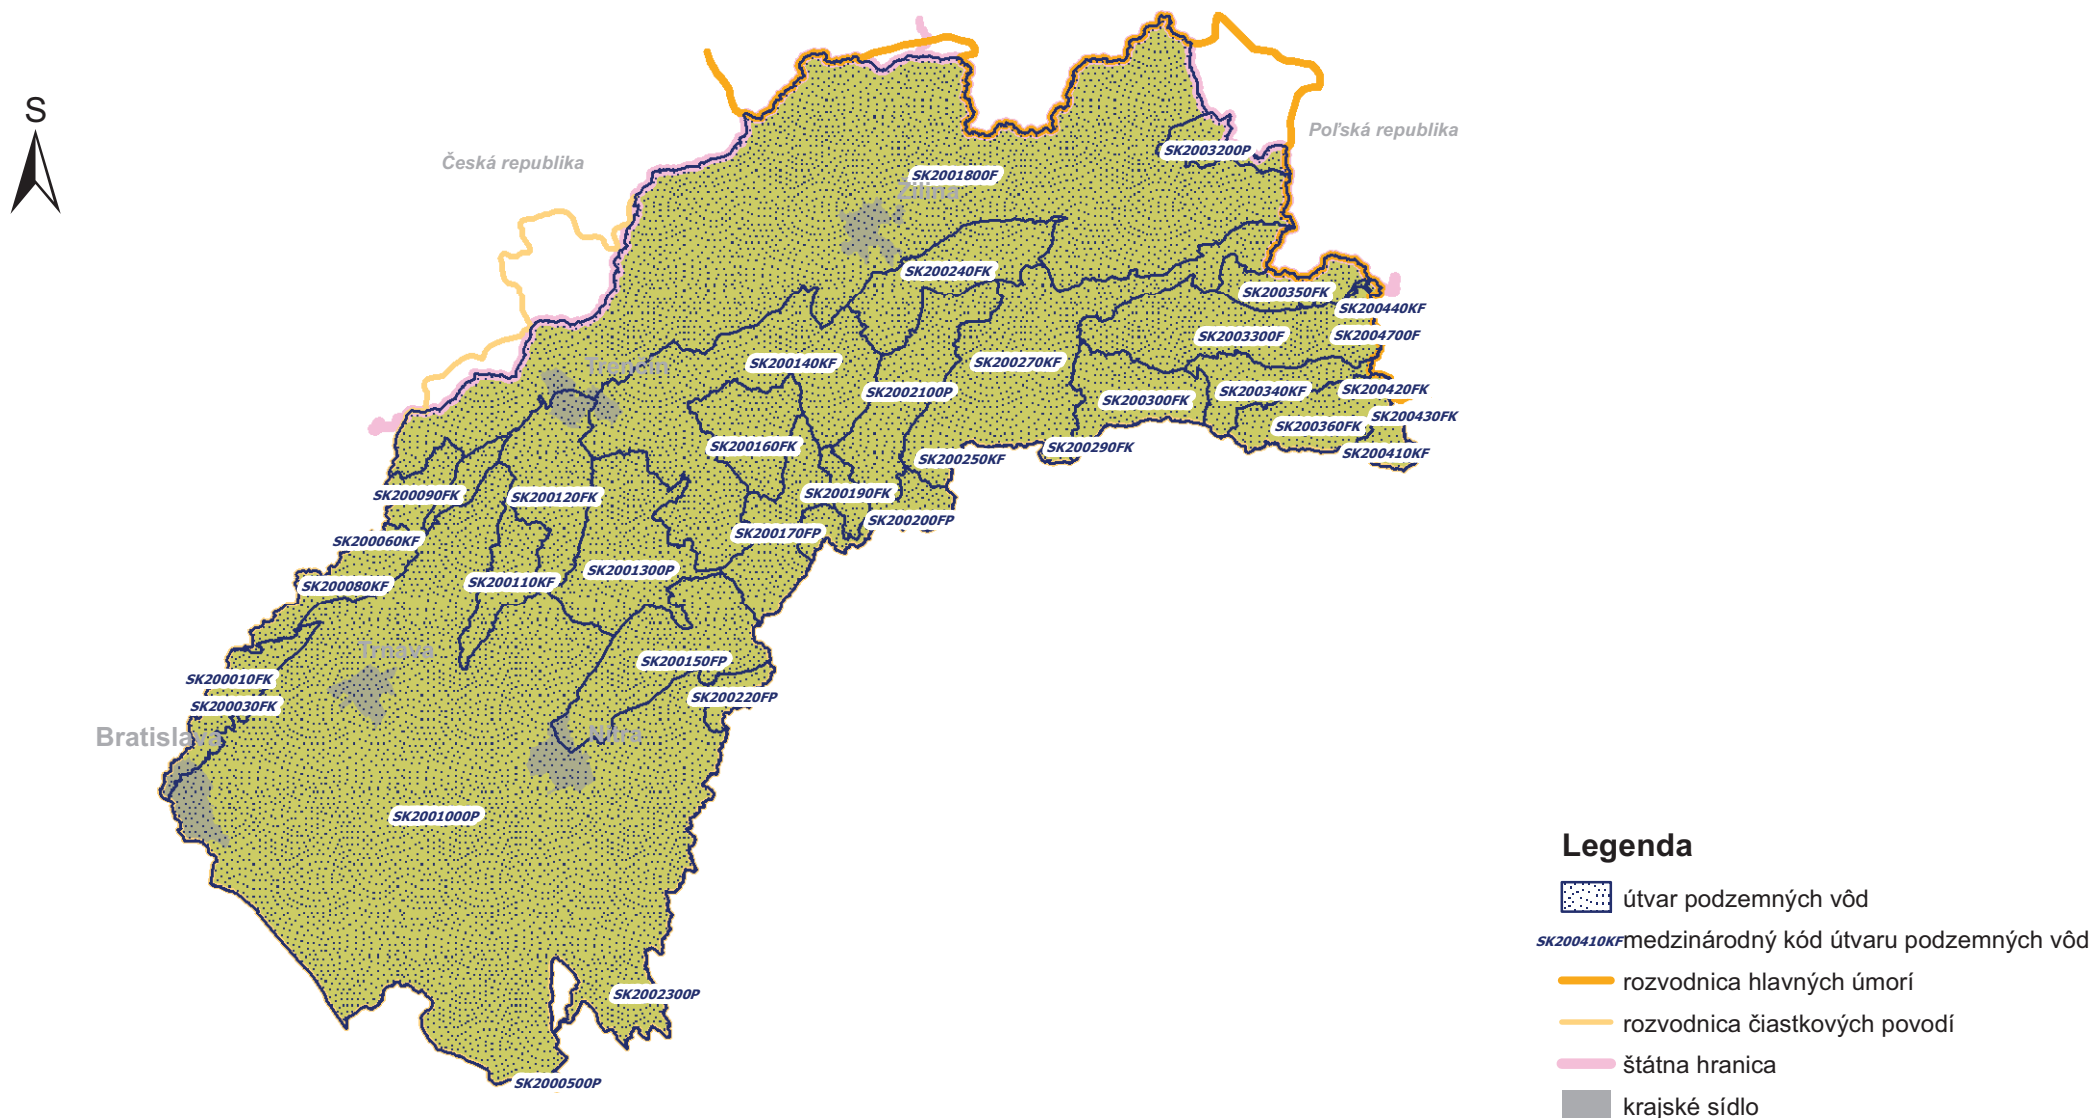 S
Česká republika
Poľská republika
SK2003200P
SK2001800F
Žilina
SK200240FK
SK200350FK
SK200440KF
SK2003300F
SK2004700F
SK200140KF
SK200270KF
Trenčín
SK2002100P
SK200340KF
SK200420FK
SK200300FK
SK200430FK
SK200360FK
SK200160FK
SK200290FK
SK200410KF
SK200250KF
SK200090FK
SK200120FK
SK200190FK
SK200200FP
SK200170FP
SK200060KF
SK2001300P
SK200080KF
SK200110KF
Trnava
SK200150FP
SK200010FK
SK200220FP
SK200030FK
Bratislava
Nitra
SK2001000P
SK2002300P
SK2000500P
Legenda
útvar podzemných vôd
SK200410KF medzinárodný kód útvaru podzemných vôd
rozvodnica hlavných úmorí
rozvodnica čiastkových povodí
štátna hranica
krajské sídlo